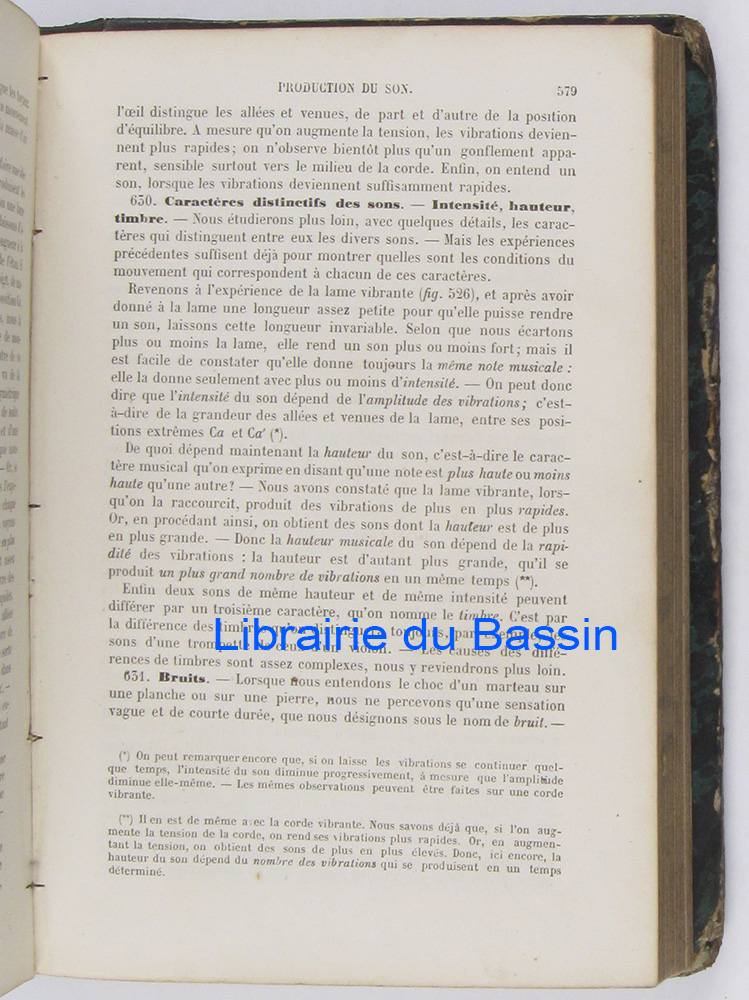 PRODUCTION DU SON. 579
l'œil distingue les allées et venues, de part et d'autre de la position
d'équilibre. A mesure qu'on augmente la tension, les vibrations devien-
nent plus rapides; on n'observe bientôt plus qu'un gonflement appa-
rent, sensible surtout vers le milieu de la corde. Enfin, on entend un
son, lorsque les vibrations deviennent suffisamment rapides.
630. Caractères distinctifs des sons. — Intensité, hauteur,
timbre. — Nous étudierons plus loin, avec quelques détails, les carac-
tères qui distinguent entre eux les divers sons. — Mais les expériences
précédentes suffisent déjà pour montrer quelles sont les conditions du
mouvement qui correspondent à chacun de ces caractères.
Revenons à l'expérience de la lame vibrante (fig. 526), et après avoir
donné à la lame une longueur assez petite pour qu'elle puisse rendre
un son, laissons cette longueur invariable. Selon que nous écartons
plus ou moins la lame, elle rend un son plus ou moins fort; mais il
est facile de constater qu'elle donne toujours la même note musicale :
elle la donne seulement avec plus ou moins d'intensité. — On peut donc
dire que l'intensité du son dépend de l'amplitude des vibrations; c'est-
à-dire de la grandeur des allées et venues de la lame, entre ses posi-
tions extrêmes Ca et Ca' (*).
De quoi dépend maintenant la hauteur du son, c'est-à-dire le carac-
tère musical qu'on exprime en disant qu'une note est plus haute ou moins
haute qu'une autre? — Nous avons constaté que la lame vibrante, lors-
qu'on la raccourcit, produit des vibrations de plus en plus rapides.
Or, en procédant ainsi, on obtient des sons dont la hauteur est de plus
en plus grande. — Donc la hauteur musicale du son dépend de la rapi-
dité des vibrations : la hauteur est d'autant plus grande, qu'il se
produit un plus grand nombre de vibrations en un même temps (**).
Enfin deux sons de même hauteur et de même intensité peuvent
différer par un troisième caractère, qu'on nomme le timbre. C'est par
la différence des timbres qu'on distingue toujours, par exemple, les
sons d'une trompette de ceux d'un violon. — Les causes des diffé-
rences de timbres sont assez complexes, nous y reviendrons plus loin.
631. Bruits. — Lorsque nous entendons le choc d'un marteau sur
une planche ou sur une pierre, nous ne percevons qu'une sensation
vague et de courte durée, que nous désignons sous le nom de bruit. —
(*) On peut remarquer encore que, si on laisse les vibrations se continuer quel-
que temps, l'intensité du son diminue progressivement, à mesure que l'amplitude
diminue elle-même. — Les mêmes observations peuvent être faites sur une corde
vibrante.
(**) Il en est de même avec la corde vibrante. Nous savons déjà que, si l'on aug-
mente la tension de la corde, on rend ses vibrations plus rapides. Or, en augmen-
tant la tension, on obtient des sons de plus en plus élevés. Donc, ici encore, la
hauteur du son dépend du nombre des vibrations qui se produisent en un temps
déterminé.
Librairie du Bassin